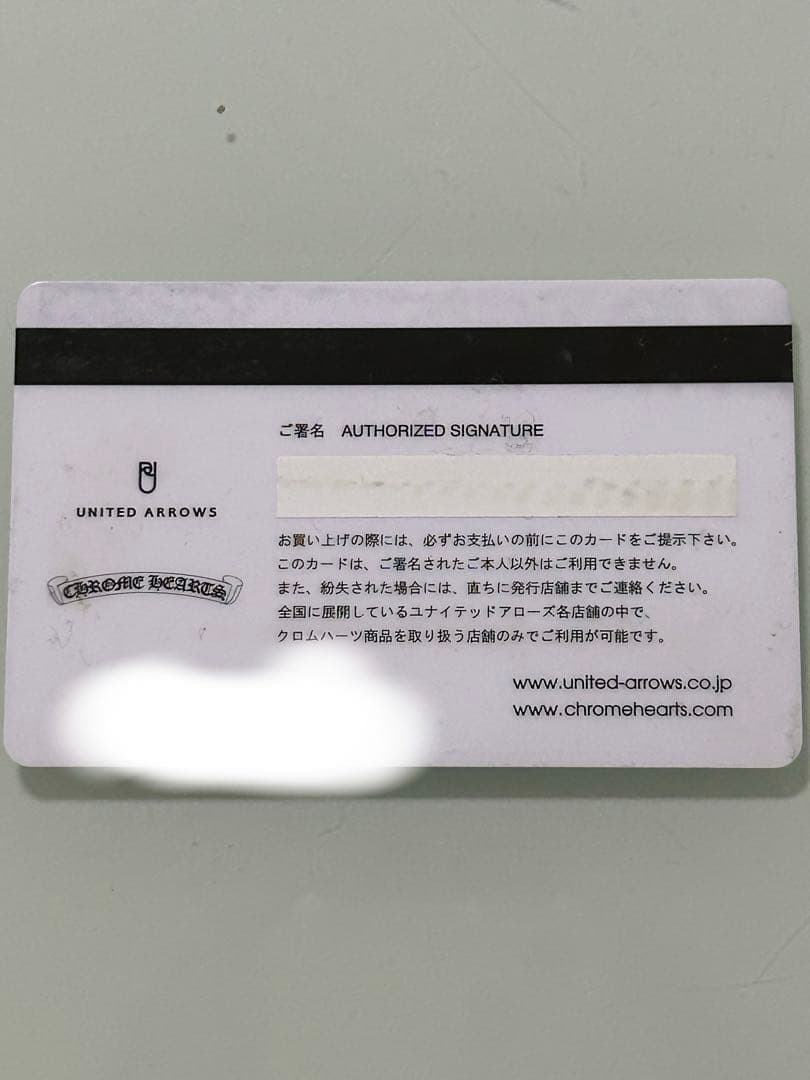 ご署名 AUTHORIZED SIGNATURE
UNITED ARROWS
CHROME HEARTS
お買い上げの際には、必ずお支払いの前にこのカードをご提示下さい。
このカードは、ご署名されたご本人以外はご利用できません。
また、紛失された場合には、直ちに発行店舗までご連絡ください。
全国に展開しているユナイテッドアローズ各店舗の中で、
クロムハーツ商品を取り扱う店舗のみでご利用が可能です。
www.united-arrows.co.jp
www.chromehearts.com